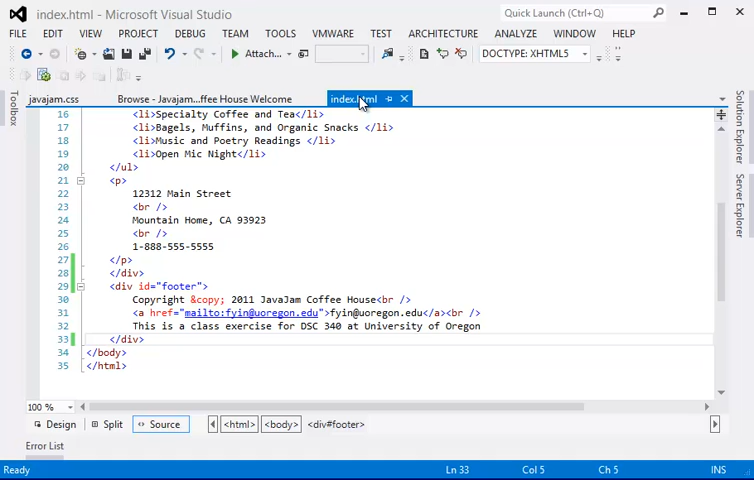 index.html - Microsoft Visual Studio
Quick Launch (Ctrl+Q)
FILE EDIT VIEW PROJECT DEBUG TEAM TOOLS VMWARE TEST ARCHITECTURE ANALYZE WINDOW HELP
Attach... DOCTYPE: XHTML5
Toolbox
javajam.css Browse - Javajam...ffee House Welcome index.html
Solution Explorer
Server Explorer
16 <li>Specialty Coffee and Tea</li>
17 <li>Bagels, Muffins, and Organic Snacks </li>
18 <li>Music and Poetry Readings </li>
19 <li>Open Mic Night</li>
20 </ul>
21 <p>
22 12312 Main Street
23 <br />
24 Mountain Home, CA 93923
25 <br />
26 1-888-555-5555
27 </p>
28 </div>
29 <div id="footer">
30 Copyright &copy; 2011 JavaJam Coffee House<br />
31 <a href="mailto:fyin@uoregon.edu">fyin@uoregon.edu</a><br />
32 This is a class exercise for DSC 340 at University of Oregon
33 </div>
34 </body>
35 </html>
100 %
Design Split Source <html> <body> <div#footer>
Error List
Ready Ln 33 Col 5 Ch 5 INS